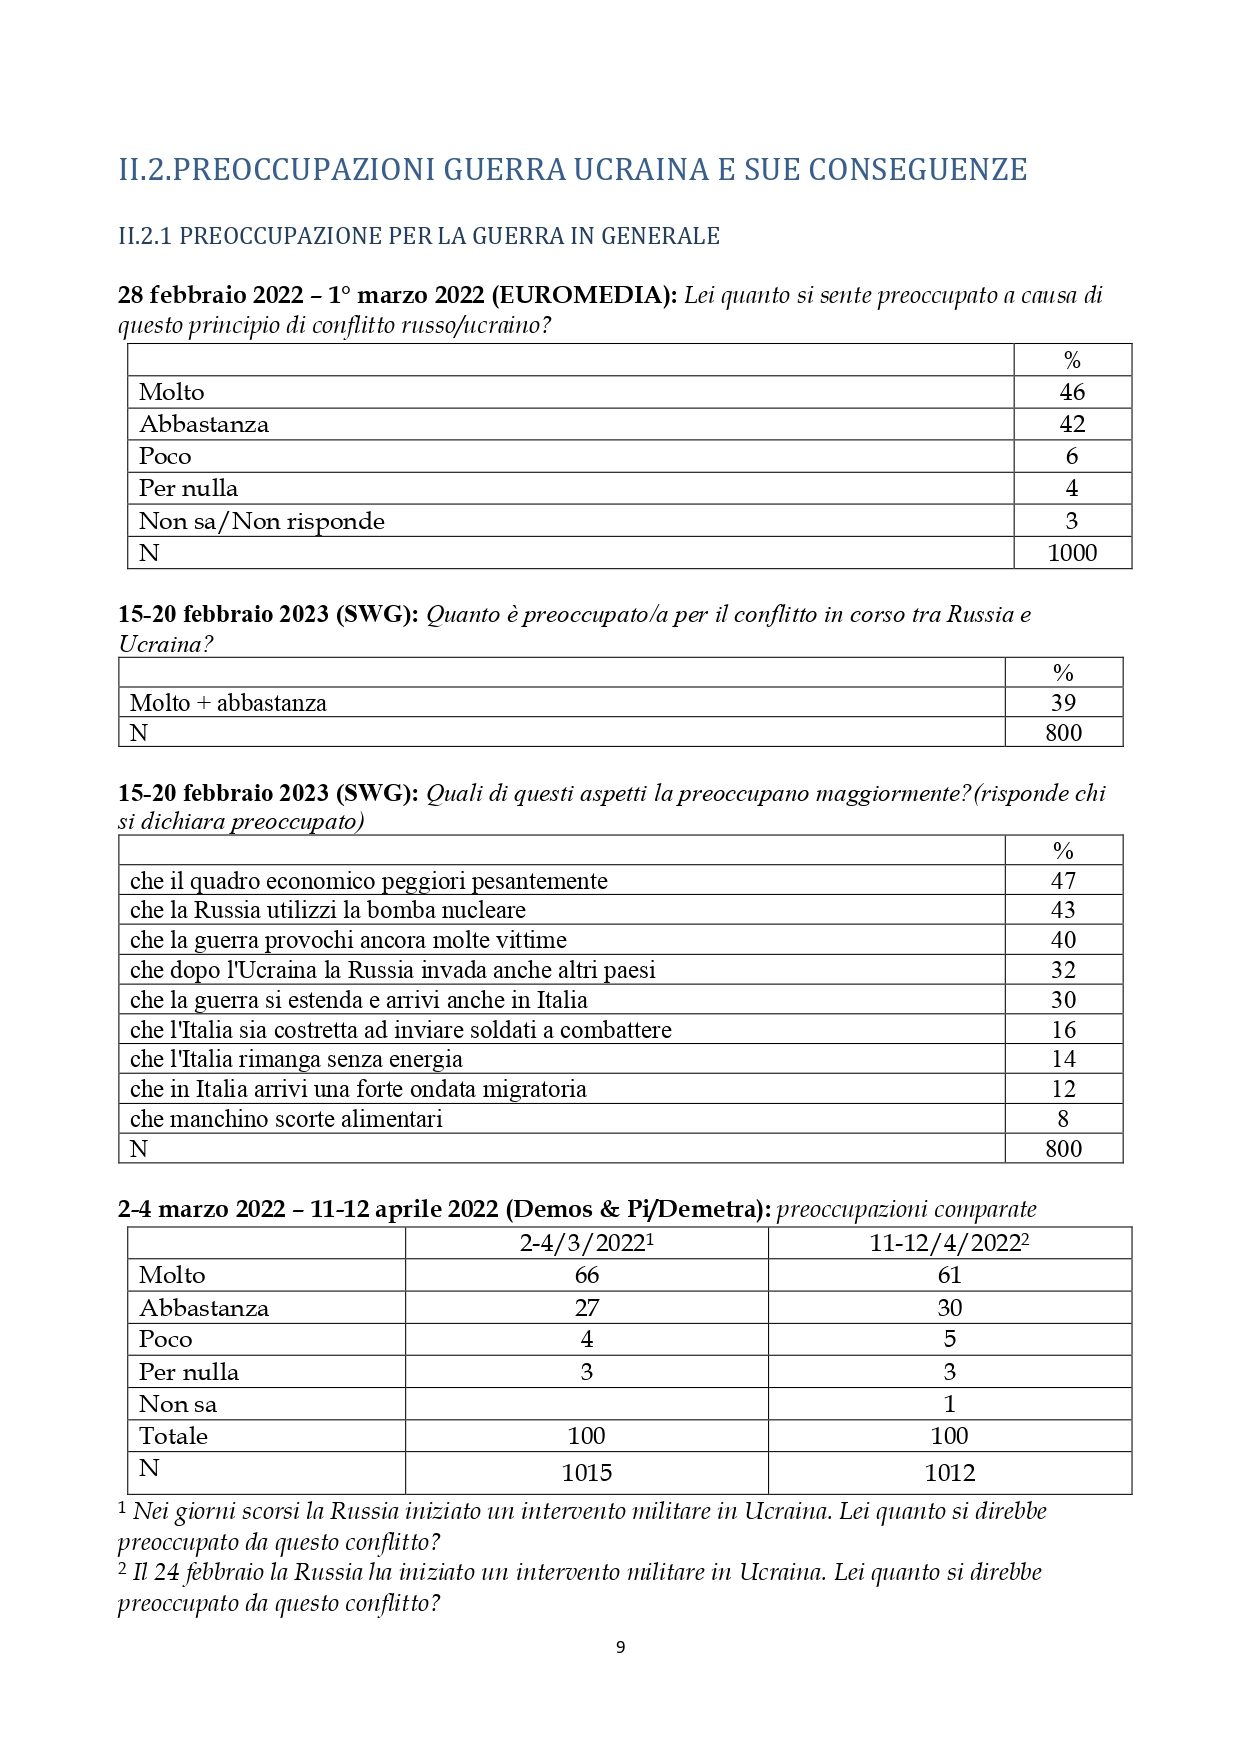 II.2.PREOCCUPAZIONI GUERRA UCRAINA E SUE CONSEGUENZE
II.2.1 PREOCCUPAZIONE PER LA GUERRA IN GENERALE
28 febbraio 2022 – 1° marzo 2022 (EUROMEDIA): Lei quanto si sente preoccupato a causa di
questo principio di conflitto russo/ucraino?
%
Molto 46
Abbastanza 42
Poco 6
Per nulla 4
Non sa/Non risponde 3
N 1000
15-20 febbraio 2023 (SWG): Quanto è preoccupato/a per il conflitto in corso tra Russia e
Ucraina?
%
Molto + abbastanza 39
N 800
15-20 febbraio 2023 (SWG): Quali di questi aspetti la preoccupano maggiormente?(risponde chi
si dichiara preoccupato)
%
che il quadro economico peggiori pesantemente 47
che la Russia utilizzi la bomba nucleare 43
che la guerra provochi ancora molte vittime 40
che dopo l'Ucraina la Russia invada anche altri paesi 32
che la guerra si estenda e arrivi anche in Italia 30
che l'Italia sia costretta ad inviare soldati a combattere 16
che l'Italia rimanga senza energia 14
che in Italia arrivi una forte ondata migratoria 12
che manchino scorte alimentari 8
N 800
2-4 marzo 2022 – 11-12 aprile 2022 (Demos & Pi/Demetra): preoccupazioni comparate
2-4/3/2022¹ 11-12/4/2022²
Molto 66 61
Abbastanza 27 30
Poco 4 5
Per nulla 3 3
Non sa 1
Totale 100 100
N 1015 1012
¹ Nei giorni scorsi la Russia iniziato un intervento militare in Ucraina. Lei quanto si direbbe
preoccupato da questo conflitto?
² Il 24 febbraio la Russia ha iniziato un intervento militare in Ucraina. Lei quanto si direbbe
preoccupato da questo conflitto?
9